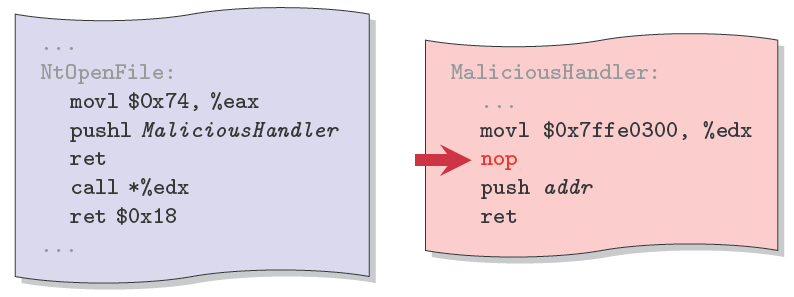 ...
NtOpenFile:
movl $0x74, %eax
pushl MaliciousHandler
ret
call *%edx
ret $0x18
...
MaliciousHandler:
...
movl $0x7ffe0300, %edx
nop
push addr
ret